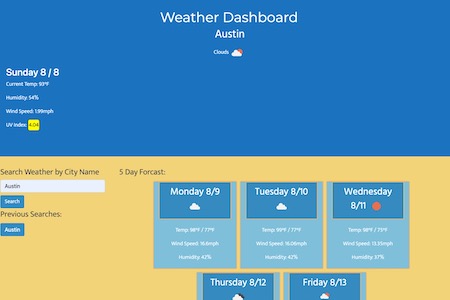 Weather Dashboard
Austin
Clouds
Sunday 8 / 8
Current Temp: 93°F
Humidity: 54%
Wind Speed: 1.99mph
UV Index: 4.04
Search Weather by City Name
Austin
Search
Previous Searches:
Austin
5 Day Forcast:
Monday 8/9
Temp: 98°F / 77°F
Wind Speed: 16.6mph
Humidity: 42%
Tuesday 8/10
Temp: 99°F / 77°F
Wind Speed: 16.06mph
Humidity: 42%
Wednesday
8/11
Temp: 98°F / 75°F
Wind Speed: 13.25mph
Humidity: 37%
Thursday 8/12
Friday 8/13